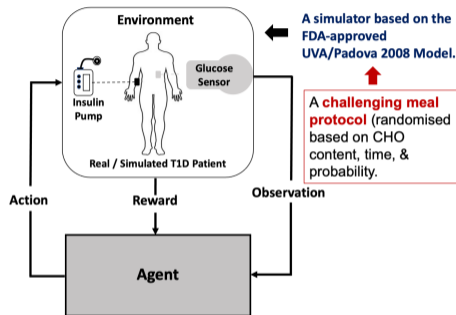 Environment
Glucose
Sensor
Insulin
Pump
Real / Simulated T1D Patient
A simulator based on the
FDA-approved
UVA/Padova 2008 Model.
A challenging meal
protocol (randomised
based on CHO
content, time, &
probability.
Action
Reward
Observation
Agent